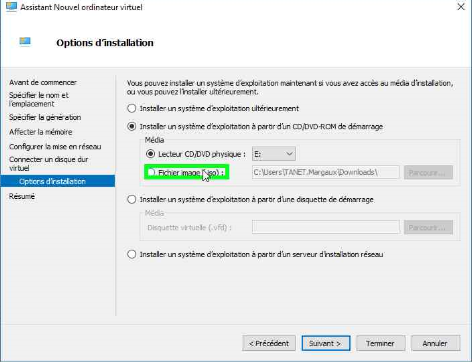 Assistant Nouvel ordinateur virtuel
Options d'installation
Avant de commencer
Spécifier le nom et
l'emplacement
Spécifier la génération
Affecter la mémoire
Configurer la mise en réseau
Connecter un disque dur
virtuel
Options d'installation
Résumé
Vous pouvez installer un système d'exploitation maintenant si vous avez accès au média d'installation,
ou vous pouvez l'installer ultérieurement.
Installer un système d'exploitation ultérieurement
Installer un système d'exploitation à partir d'un CD/DVD-ROM de démarrage
Média
Lecteur CD/DVD physique : E:
Fichier image (.iso) : C:\Users\TANET.Margaux\Downloads\ Parcourir...
Installer un système d'exploitation à partir d'une disquette de démarrage
Média
Disquette virtuelle (.vfd) : Parcourir...
Installer un système d'exploitation à partir d'un serveur d'installation réseau
< Précédent Suivant > Terminer Annuler